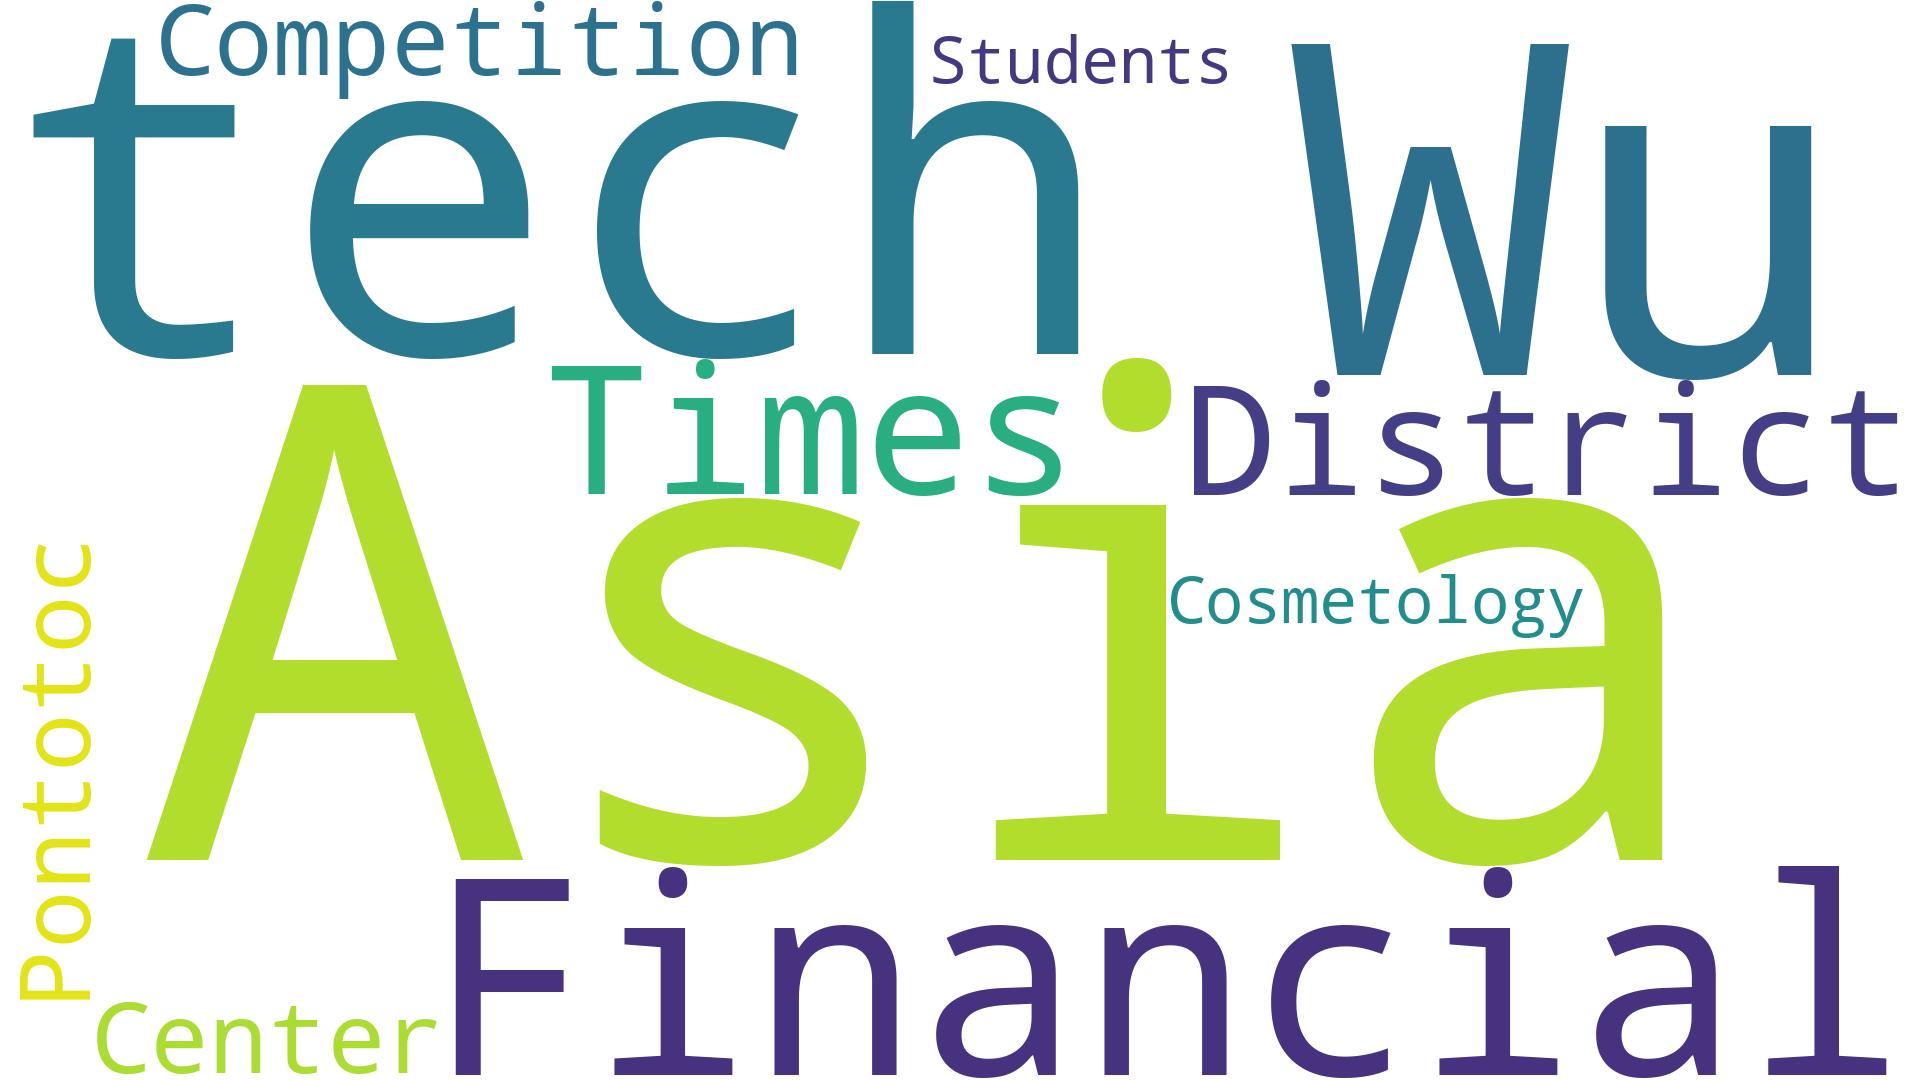 Competition
Students
tech
Wu
Times
District
Asia
Cosmetology
Pontotoc
Financial
Center